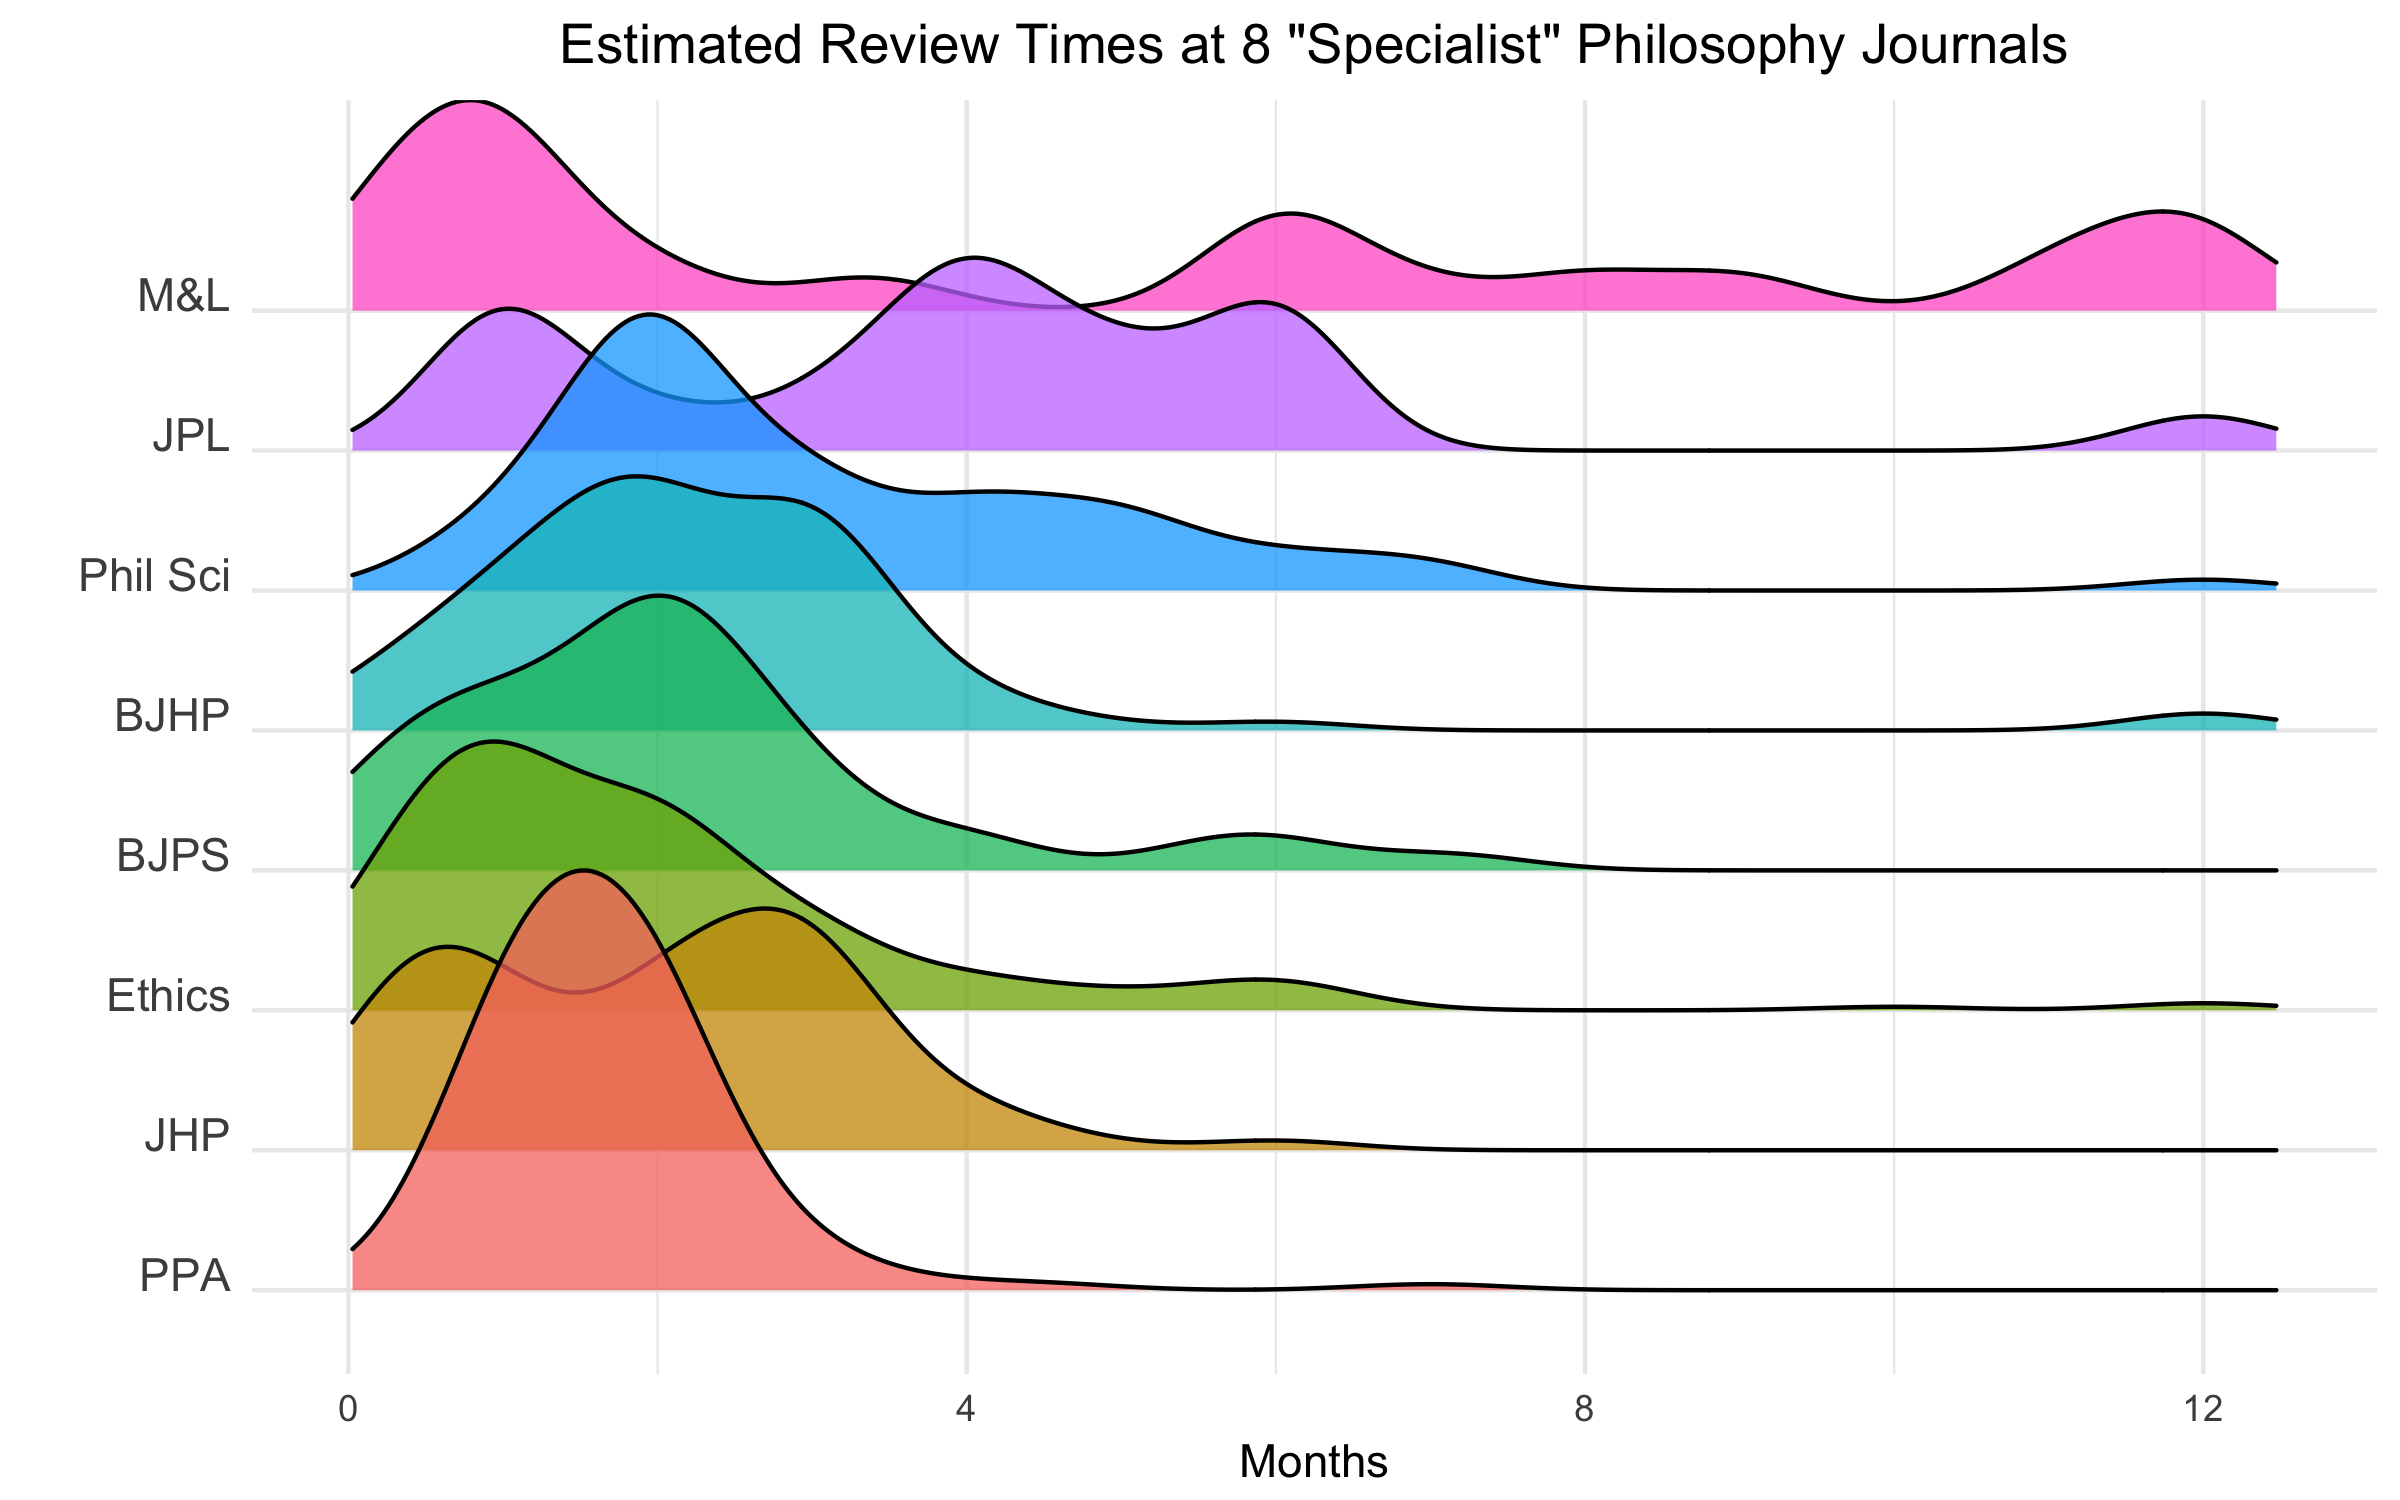 Estimated Review Times at 8 "Specialist" Philosophy Journals
M&L
JPL
Phil Sci
BJHP
BJPS
Ethics
JHP
PPA
0 4 8 12
Months